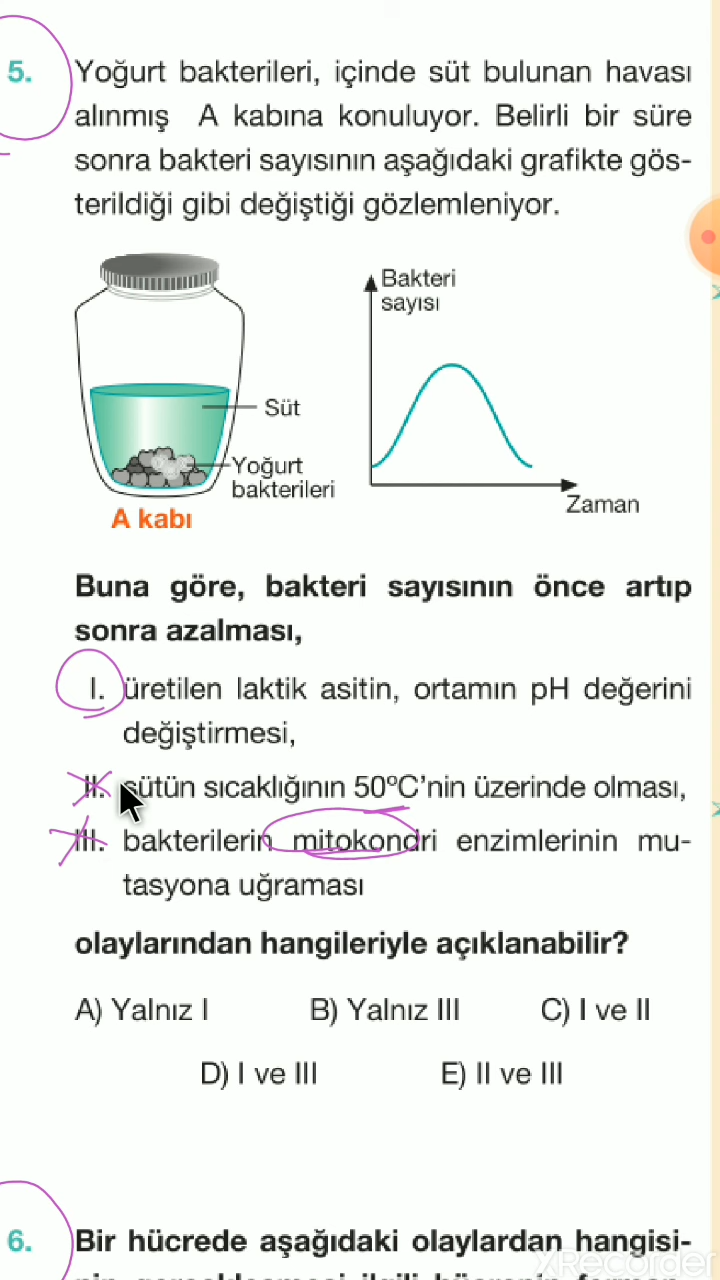 5. Yoğurt bakterileri, içinde süt bulunan havası
alınmış A kabına konuluyor. Belirli bir süre
sonra bakteri sayısının aşağıdaki grafikte gös-
terildiği gibi değiştiği gözlemleniyor.
Süt
Yoğurt
bakterileri
A kabı
Bakteri
sayısı
Zaman
Buna göre, bakteri sayısının önce artıp
sonra azalması,
I. üretilen laktik asitin, ortamın pH değerini
değiştirmesi,
II. sütün sıcaklığının 50°C'nin üzerinde olması,
III. bakterilerin mitokondri enzimlerinin mu-
tasyona uğraması
olaylarından hangileriyle açıklanabilir?
A) Yalnız I B) Yalnız III C) I ve II
D) I ve III E) II ve III
6. Bir hücrede aşağıdaki olaylardan hangisi-
XRecorder